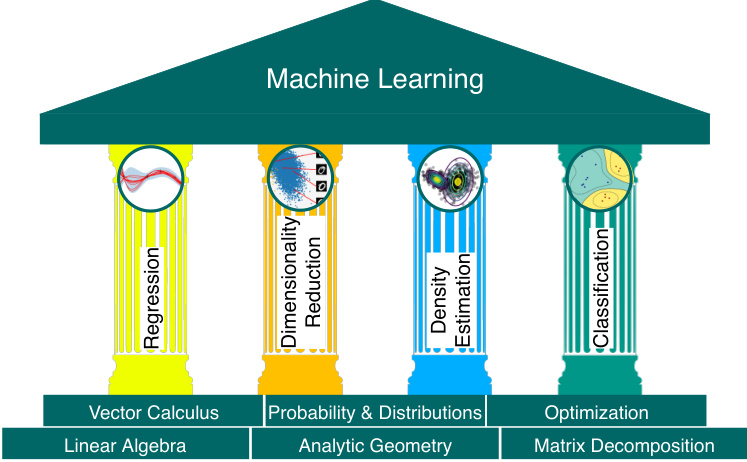 Machine Learning
Regression
Dimensionality
Reduction
Density
Estimation
Classification
Vector Calculus
Probability & Distributions
Optimization
Linear Algebra
Analytic Geometry
Matrix Decomposition